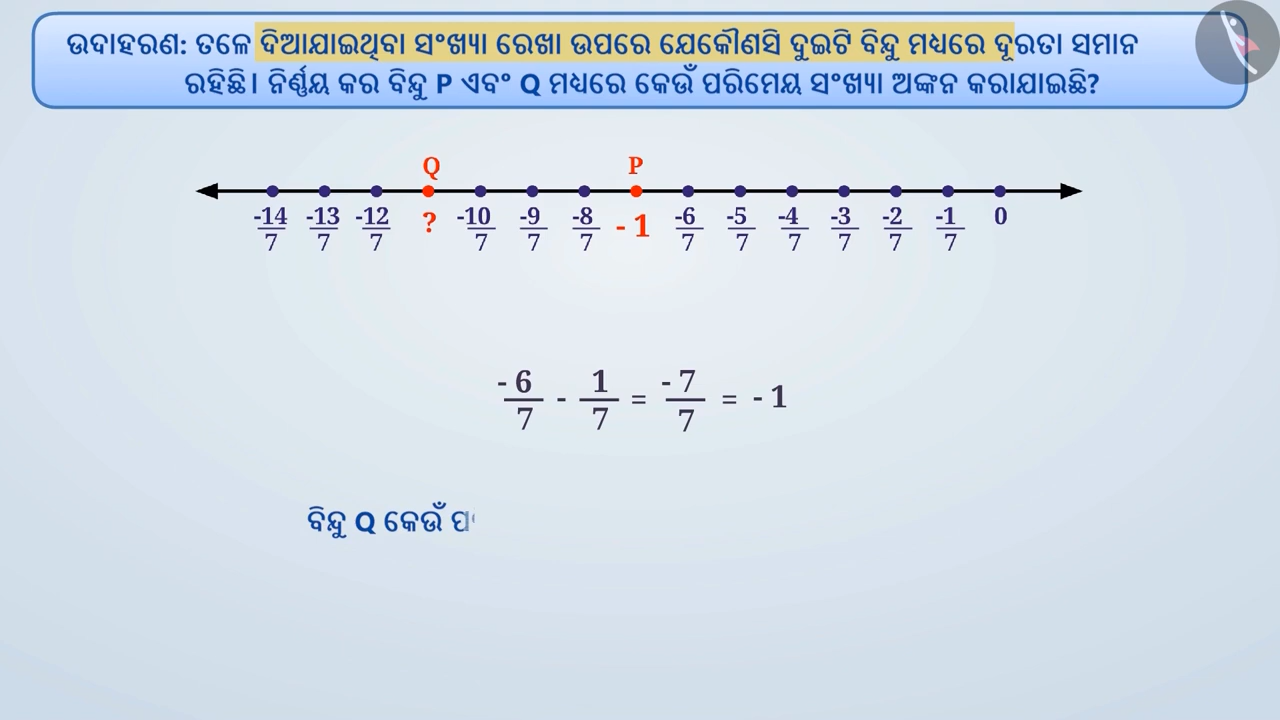 ଉଦାହରଣ: ତଳେ ଦିଆଯାଇଥିବା ସଂଖ୍ୟା ରେଖା ଉପରେ ଯେକୌଣସି ଦୁଇଟି ବିନ୍ଦୁ ମଧ୍ୟରେ ଦୂରତା ସମାନ
ରହିଛି। ନିର୍ଣ୍ଣୟ କର ବିନ୍ଦୁ P ଏବଂ Q ମଧ୍ୟରେ କେଉଁ ପରିମେୟ ସଂଖ୍ୟା ଅଙ୍କନ କରାଯାଇଛି?
Q P
-14/7 -13/7 -12/7 ? -10/7 -9/7 -8/7 - 1 -6/7 -5/7 -4/7 -3/7 -2/7 -1/7 0
- 6/7 - 1/7 = - 7/7 = - 1
ବିନ୍ଦୁ Q କେଉଁ